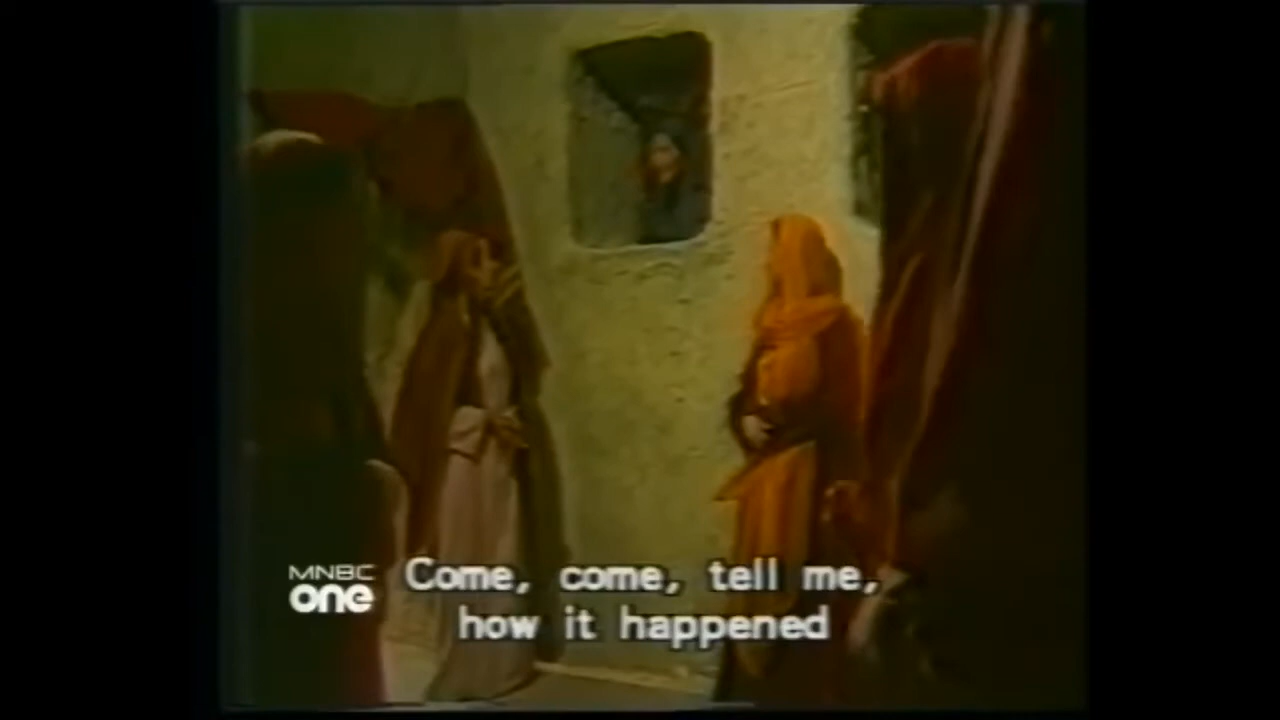 MNBC
one
Come, come, tell me,
how it happened